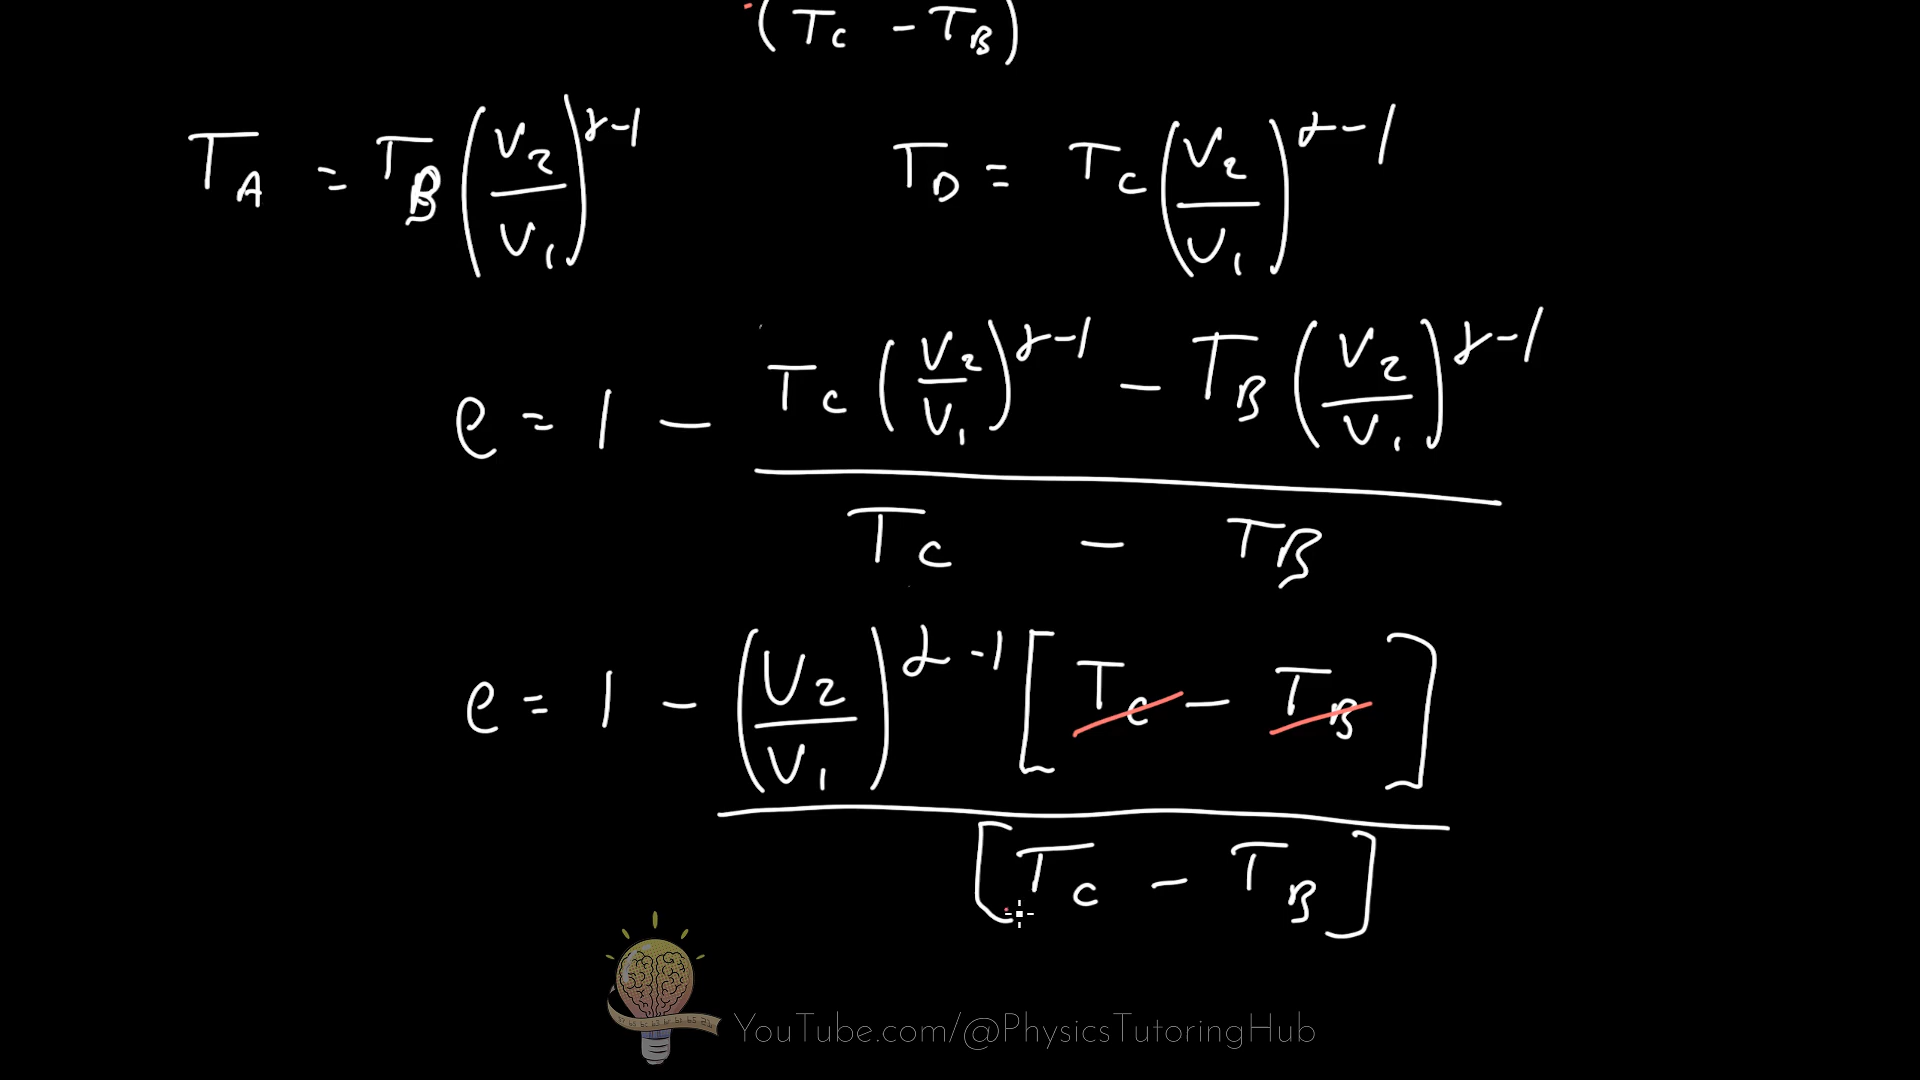 (T_C - T_B)
T_A = T_B (V_2/V_1)^{γ-1}    T_D = T_C (V_2/V_1)^{γ-1}
e = 1 - (T_C (V_2/V_1)^{γ-1} - T_B (V_2/V_1)^{γ-1}) / (T_C - T_B)
e = 1 - (V_2/V_1)^{γ-1} [T_C - T_B] / [T_C - T_B]
YouTube.com/@PhysicsTutoringHub